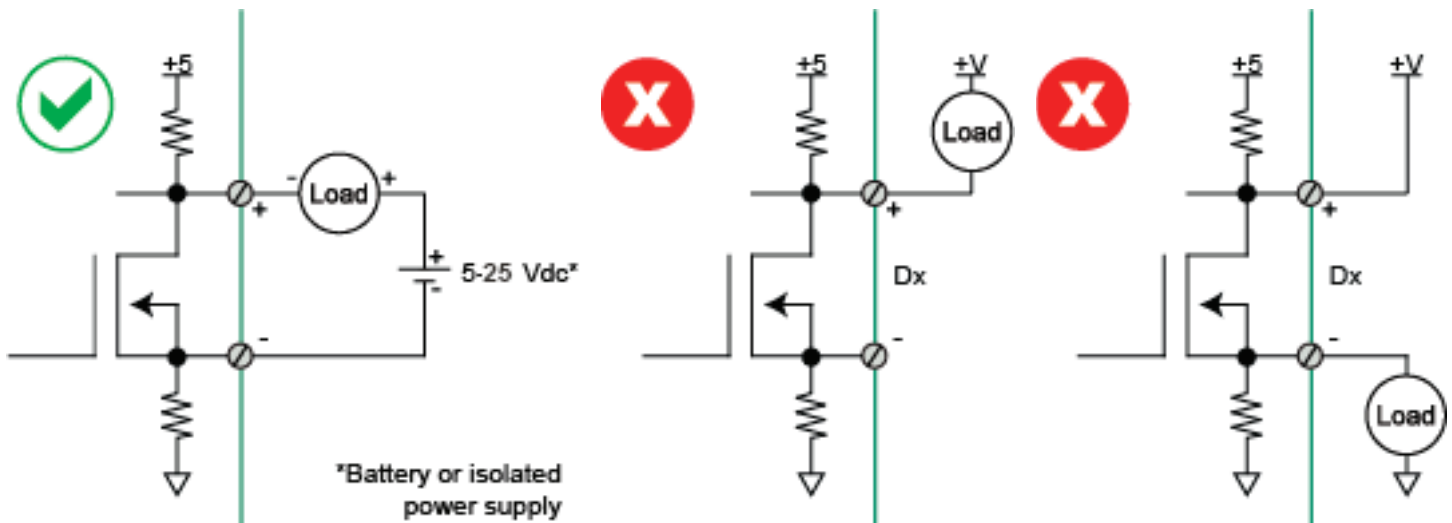 +5
- Load +
+
+
5-25 Vdc*
-
-
*Battery or isolated
power supply
X
+5
+V
Load
+
Dx
-
X
+5
+V
+
Dx
-
Load